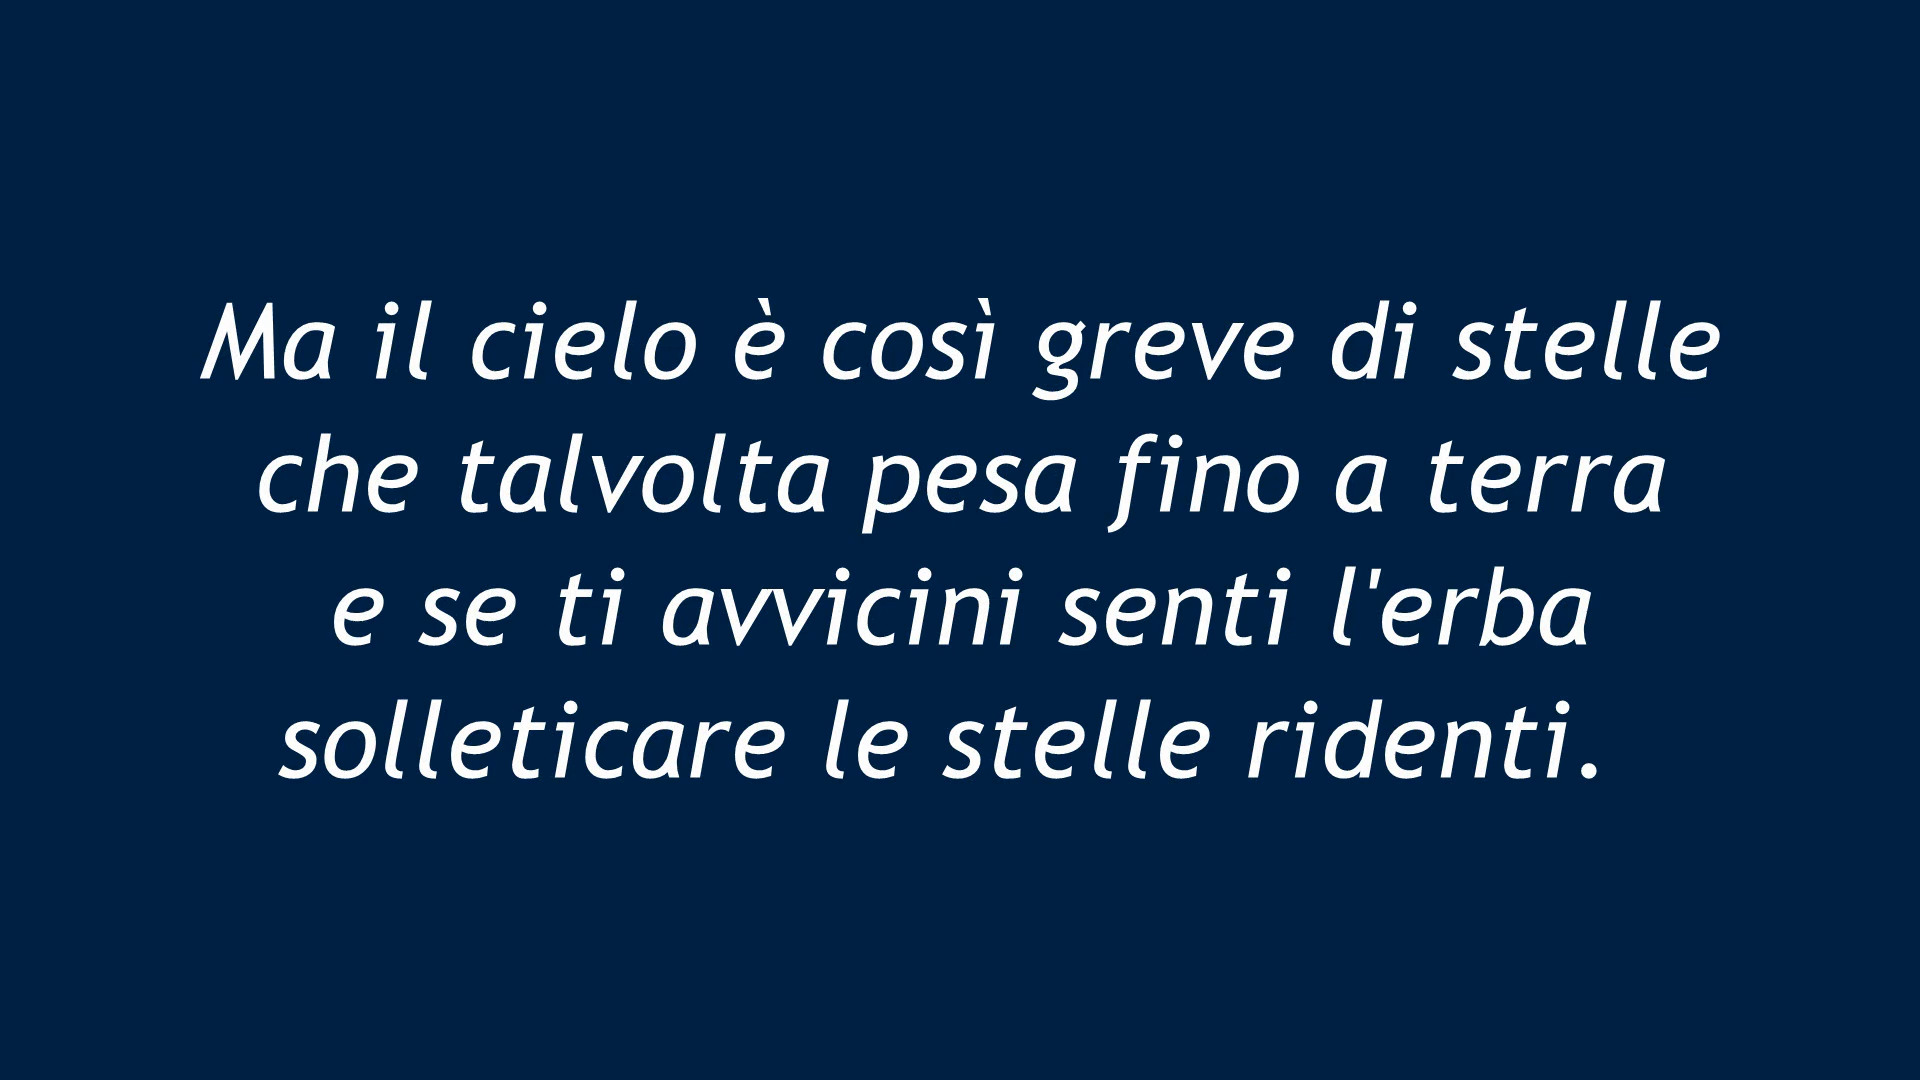 Ma il cielo è così greve di stelle
che talvolta pesa fino a terra
e se ti avvicini senti l'erba
solleticare le stelle ridenti.